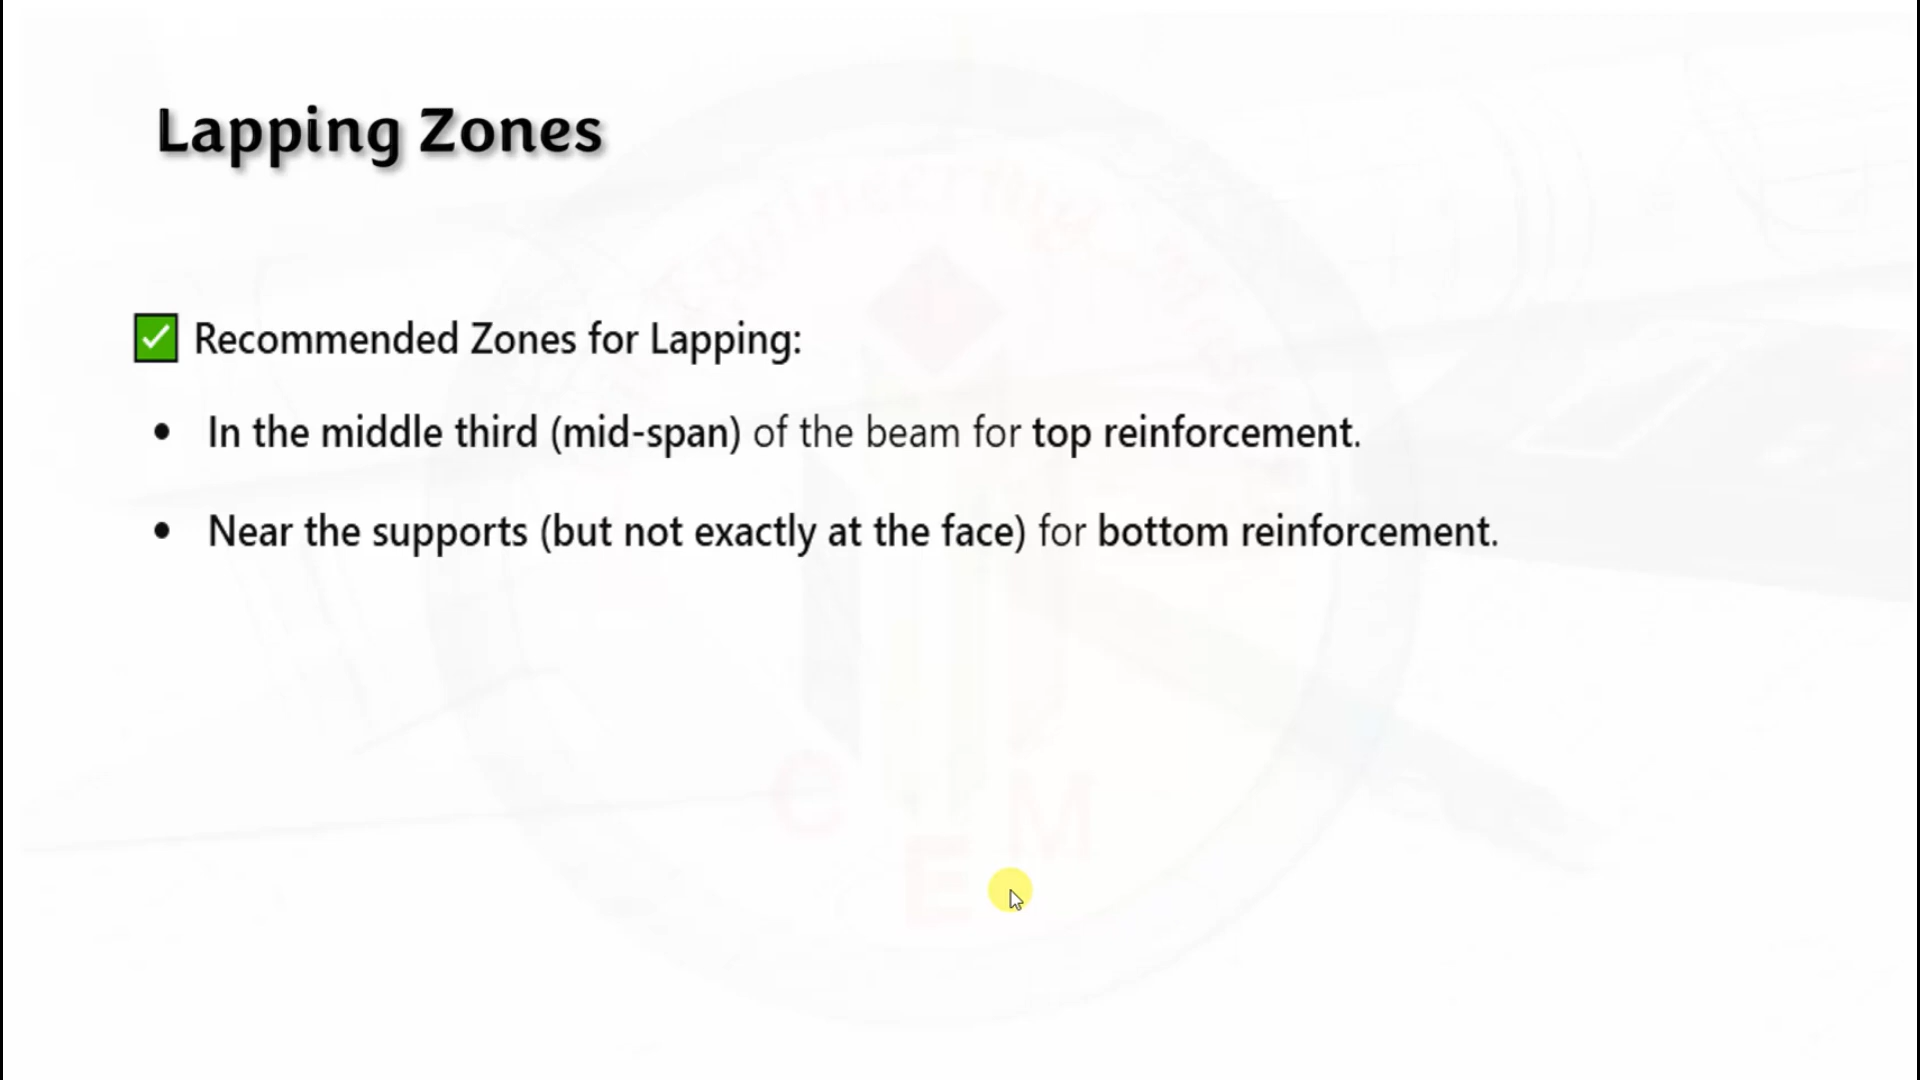 Lapping Zones
✅ Recommended Zones for Lapping:
• In the middle third (mid-span) of the beam for top reinforcement.
• Near the supports (but not exactly at the face) for bottom reinforcement.
C
E
M